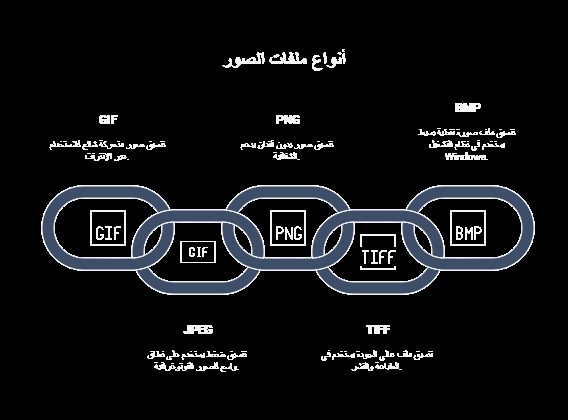 أنواع ملفات الصور
GIF
تنسيق صور متحركة شائع للاستخدام
عبر الإنترنت.
PNG
تنسيق صور بدون فقدان يدعم
الشفافية.
BMP
تنسيق ملف صورة نقطية بسيط
يستخدم في نظام التشغيل
Windows.
GIF
GIF
PNG
TIFF
BMP
JPEG
تنسيق ضغط يستخدم على نطاق
واسع للصور الفوتوغرافية.
TIFF
تنسيق ملف عالي الجودة يستخدم في
الطباعة والنشر.